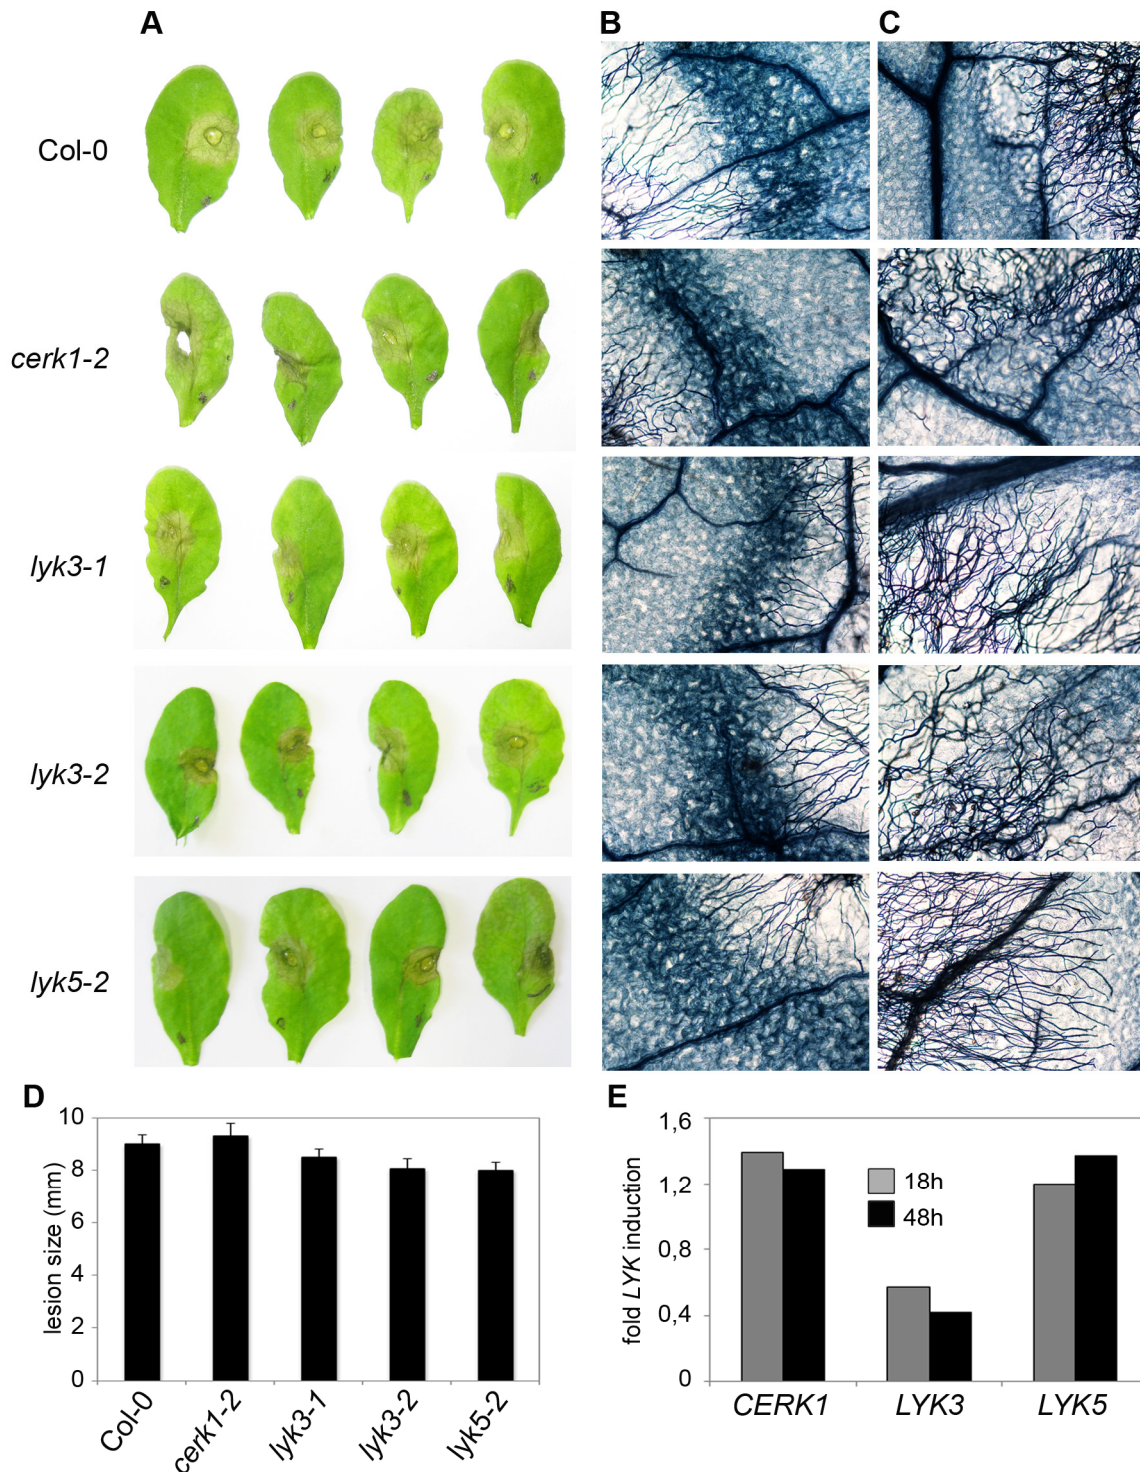 A
B
C
Col-0
cerk1-2
lyk3-1
lyk3-2
lyk5-2
D
10
8
6
4
2
0
lesion size (mm)
Col-0
cerk1-2
lyk3-1
lyk3-2
lyk5-2
E
1,6
1,2
0,8
0,4
0
fold LYK induction
18h
48h
CERK1
LYK3
LYK5